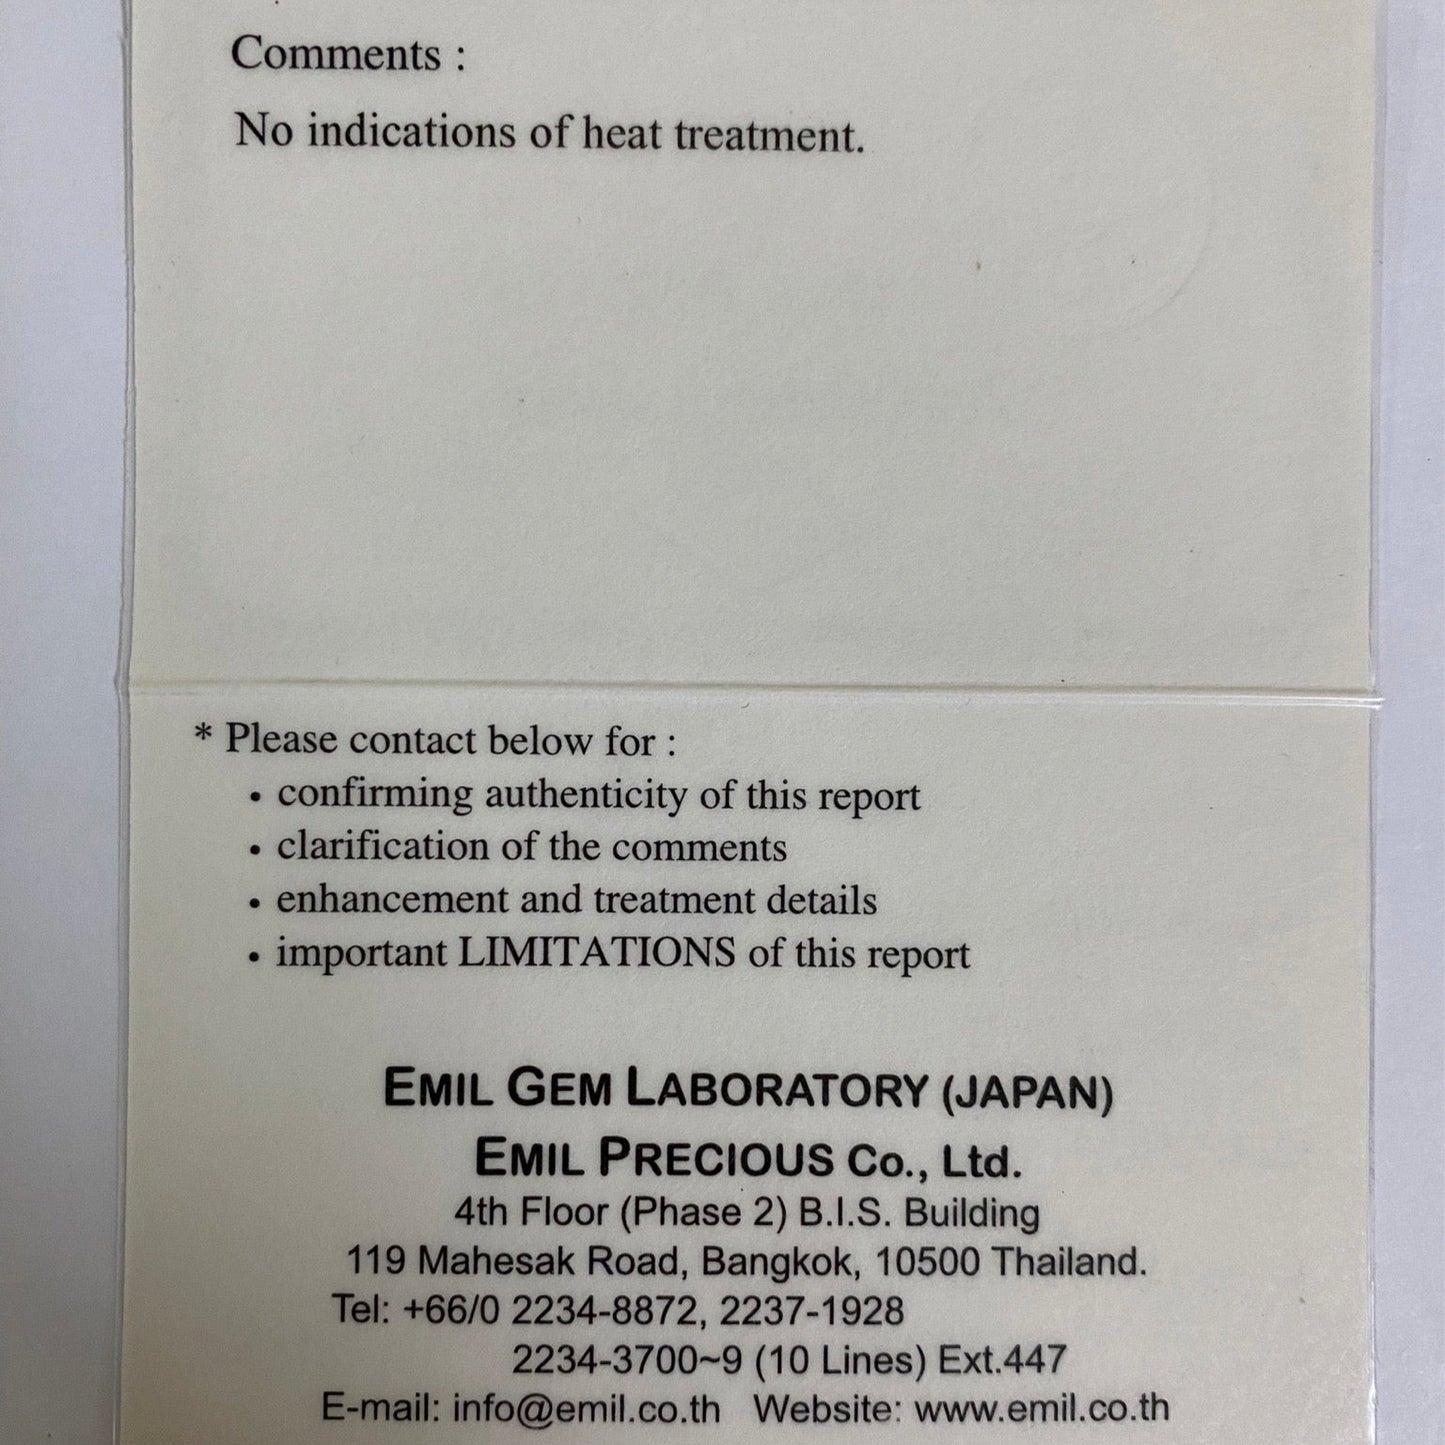 Comments :
No indications of heat treatment.
* Please contact below for :
• confirming authenticity of this report
• clarification of the comments
• enhancement and treatment details
• important LIMITATIONS of this report
EMIL GEM LABORATORY (JAPAN)
EMIL PRECIOUS Co., Ltd.
4th Floor (Phase 2) B.I.S. Building
119 Mahesak Road, Bangkok, 10500 Thailand.
Tel: +66/0 2234-8872, 2237-1928
2234-3700~9 (10 Lines) Ext.447
E-mail: info@emil.co.th Website: www.emil.co.th